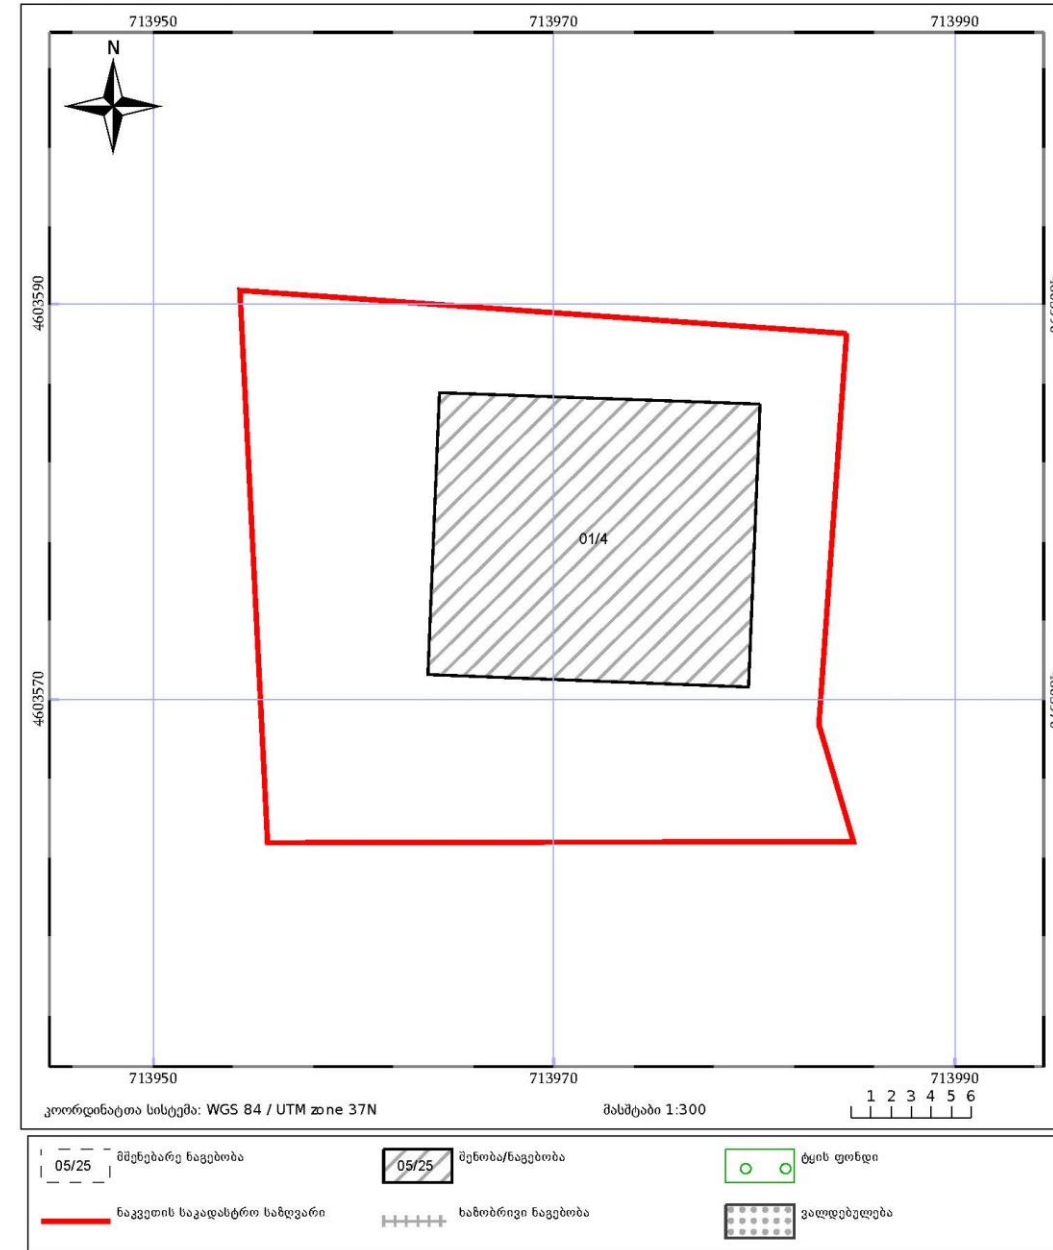 713950 713970 713990
N
4603590
01/4
4603570
713950 713970 713990
კოორდინატთა სისტემა: WGS 84 / UTM zone 37N მასშტაბი 1:300 1 2 3 4 5 6
05/25 მშენებარე ნაგებობა 05/25 შენობა/ნაგებობა ტყის ფონდი
ნაკვეთის საკადასტრო საზღვარი ხაზობრივი ნაგებობა ვალდებულება